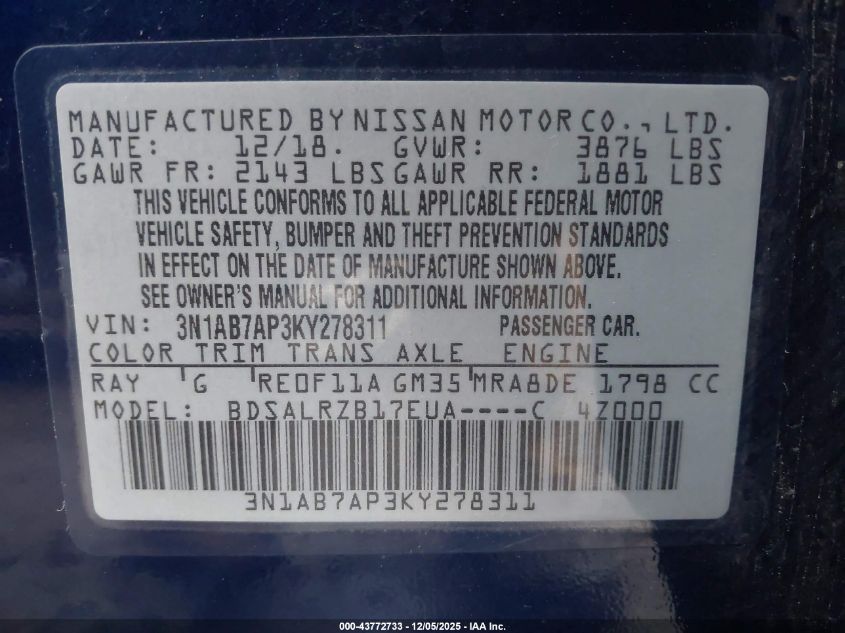 MANUFACTURED BY NISSAN MOTOR CO., LTD.
DATE: 12/18. GVWR: 3876 LBS
GAWR FR: 2143 LBS GAWR RR: 1881 LBS
THIS VEHICLE CONFORMS TO ALL APPLICABLE FEDERAL MOTOR
VEHICLE SAFETY, BUMPER AND THEFT PREVENTION STANDARDS
IN EFFECT ON THE DATE OF MANUFACTURE SHOWN ABOVE.
SEE OWNER'S MANUAL FOR ADDITIONAL INFORMATION.
VIN: 3N1AB7AP3KY278311 PASSENGER CAR.
COLOR TRIM TRANS AXLE ENGINE
RAY G RE0F11A GM35 MRA8DE 1798 CC
MODEL: BDSALRZB17EUA----C 4Z000
3N1AB7AP3KY278311
000-43772733 - 12/05/2025 - IAA Inc.